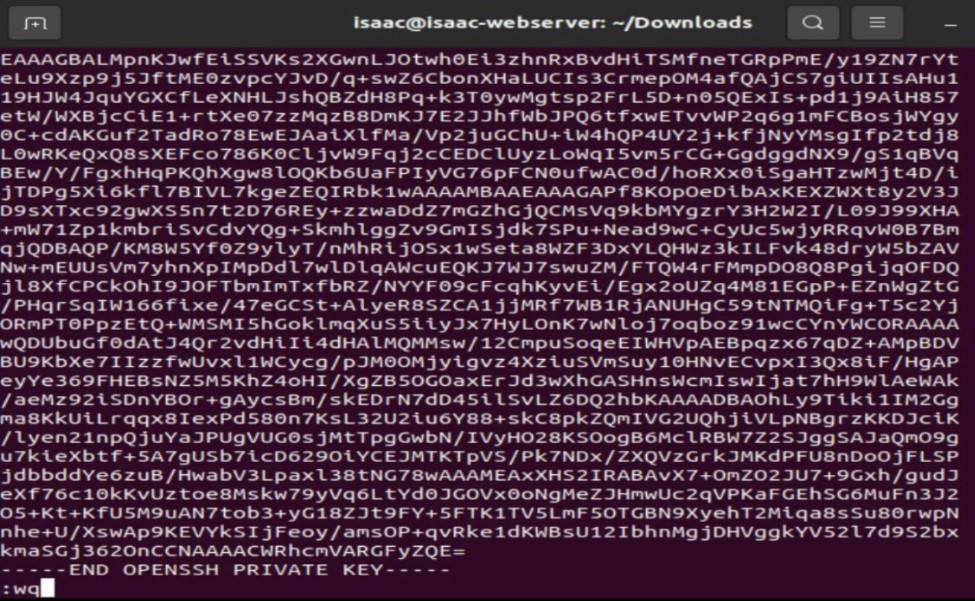 isaac@isaac-webserver: ~/Downloads
EAAAGBALMpnKJwfEiSSVKs2XGwnLJOtwh0Ei3zhnRxBvdHiTSMfneTGRpPmE/y19ZN7rYt
eLu9Xzp9j5JftME0zvpcYJvD/q+swZ6CbonXHaLUCIs3CrmepOM4afQAjCS7giUIIsAHu1
19HJW4JquYGXCfLeXNHLJshQBZdH8Pq+k3T0ywMgtsp2FrL5D+n05QExIs+pd1j9AiH857
etW/WXBjcCiE1+rtXe07zzMqzB8DmKJ7E2JJhfWbJPQ6tfxwETvvWP2q6g1mFCBosjWYgy
0C+cdAKGuf2TadRo78EwEJAaiXlfMa/Vp2juGChU+iW4hQP4UY2j+kfjNyYMsgIfp2tdj8
L0wRKeQxQ8sXEFco786K0CljvW9Fqj2cCEDClUyzLoWqI5vm5rCG+GgdggdNX9/gS1qBVq
BEw/Y/FgxhHqPKQhXgw8lOQKb6UaFPIyVG76pFCN0ufwAC0d/hoRXx0iSgaHTzwMjt4D/i
jTDPg5Xi6kfl7BIVL7kgeZEQIRbk1wAAAAMBAAEAAAGAPf8KOpOeDibAxKEXZWXt8y2V3J
D9sXTxc92gwXS5n7t2D76REy+zzwaDdZ7mGZhGjQCMsVq9kbMYgzrY3H2W2I/L09J99XHA
+mW71Zp1kmbriSvCdvYQg+SkmhlggZv9GmISjdk7SPu+Nead9wC+CyUc5wjyRRqvW0B7Bm
qjQDBAQP/KM8W5Yf0Z9ylyT/nMhRijOSx1wSeta8WZF3DxYLQHWz3kILFvk48dryW5bZAV
Nw+mEUUsVm7yhnXpIMpDdl7wlDlqAWcuEQKJ7WJ7swuZM/FTQW4rFMmpDO8Q8PgijqOFDQ
jl8XfCPCkOhI9JOFTbmImTxfbRZ/NYYF09cFcqhKyvEi/Egx2oUZq4M81EGpP+EZnWgZtG
/PHqrSqIW166fixe/47eGCSt+AlyeR8SZCA1jjMRf7WB1RjANUHgC59tNTMQiFg+T5c2Yj
ORmPT0PpzEtQ+WMSMI5hGoklmqXuS5iiyJx7HyLOnK7wNloj7oqboz91wcCYnYWCORAAAA
wQDUbuGf0dAtJ4Qr2vdHiIi4dHAlMQMMsw/12CmpuSoqeEIWHVpAEBpqzx67qDZ+AMpBDV
BU9KbXe7IIzzfwUvxl1WCycg/pJM0OMjyigvz4XziuSVmSuy10HNvECvpxI3Qx8iF/HgAP
eyYe369FHEBsNZ5M5KhZ4oHI/XgZB5OGOaxErJd3wXhGASHnsWcmIswIjat7hH9WlAeWAk
/aeMz92iSDnYBOr+gAycsBm/skEDrN7dD45ilSvLZ6DQ2hbKAAAADBAOhLy9Tiki1IM2Gg
ma8KkUiLrqqx8IexPd580n7KsL32U2iu6Y88+skC8pkZQmIVG2UQhjiVLpNBgrzKKDJciK
/lyen21npQjuYaJPUgVUG0sjMtTpgGwbN/IVyHO28KSOogB6MclRBW7Z2SJggSAJaQmO9g
u7kieXbtf+5A7gUSb7icD629OiYCEJMTKTpVS/Pk7NDx/ZXQVzGrkJMKdPFU8nDoOjFLSP
jdbbddYe6zuB/HwabV3Lpaxl38tNG78wAAAMEAxXHS2IRABAvX7+OmZO2JU7+9Gxh/gudJ
eXf76c10kKvUztoe8Mskw79yVq6LtYd0JGOVx0oNgMeZJHmwUc2qVPKaFGEhSG6MuFn3J2
O5+Kt+KfU5M9uAN7tob3+yG18ZJt9FY+5FTK1TV5LmF5OTGBN9XyehT2Miqa8sSu80rwpN
nhe+U/XswAp9KEVYkSIjFeoy/amsOP+qvRke1dKWBsU12IbhnMgjDHVggkYV52l7d9S2bx
kmaSGj362OnCCNAAAACWRhcmVARGFyZQE=
-----END OPENSSH PRIVATE KEY-----
:wq